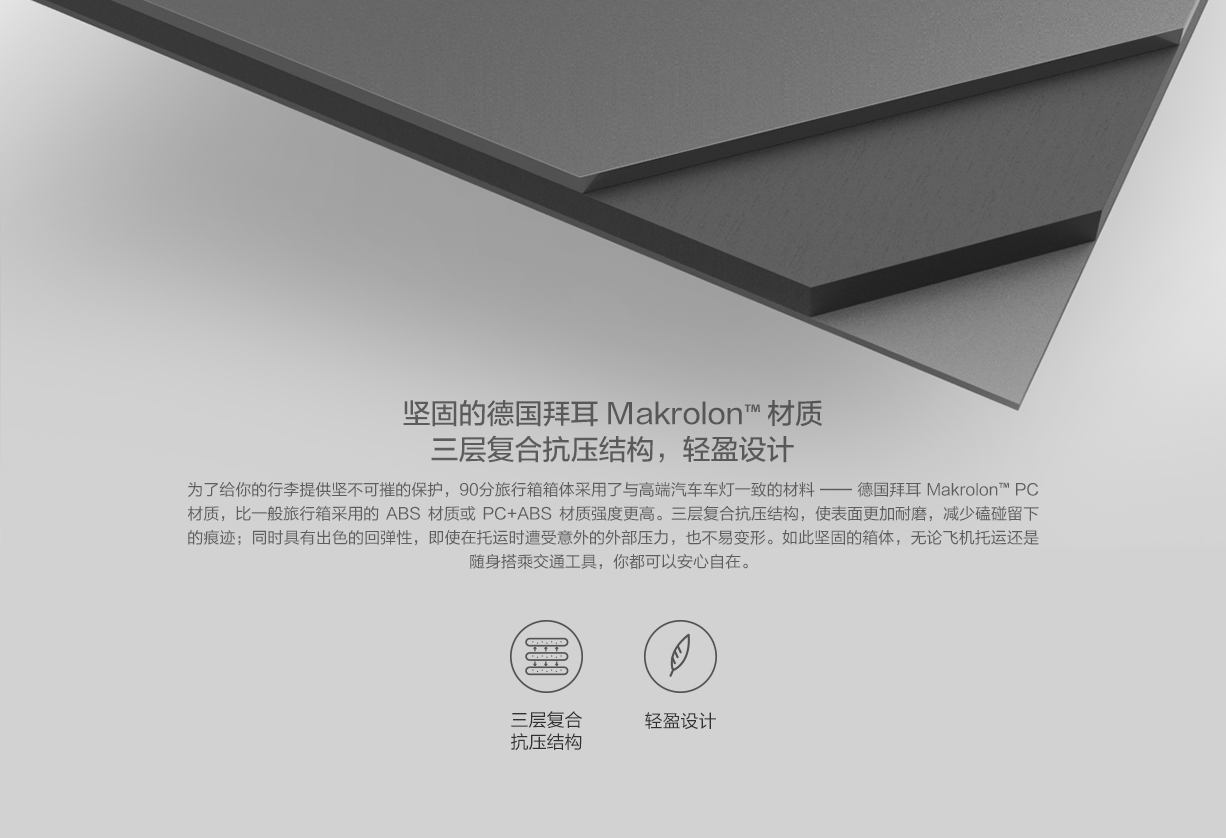 坚固的德国拜耳 Makrolon™ 材质
三层复合抗压结构，轻盈设计
为了给你的行李提供坚不可摧的保护，90分旅行箱箱体采用了与高端汽车车灯一致的材料 —— 德国拜耳 Makrolon™ PC
材质，比一般旅行箱采用的 ABS 材质或 PC+ABS 材质强度更高。三层复合抗压结构，使表面更加耐磨，减少磕碰留下
的痕迹；同时具有出色的回弹性，即使在托运时遭受意外的外部压力，也不易变形。如此坚固的箱体，无论飞机托运还是
随身搭乘交通工具，你都可以安心自在。
三层复合
抗压结构
轻盈设计